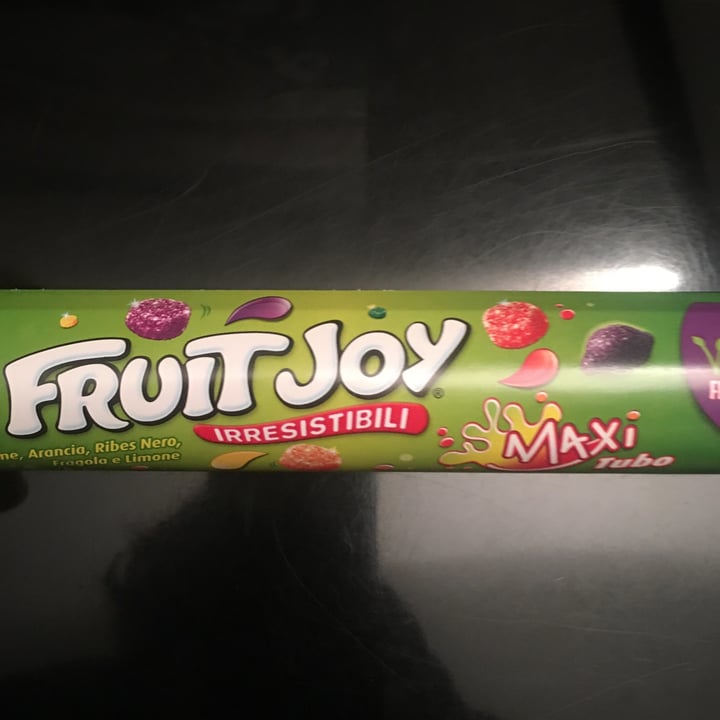 FRUIT JOY®
IRRESISTIBILI
Arancia, Ribes Nero,
Fragola e Limone
MAXI
Tubo